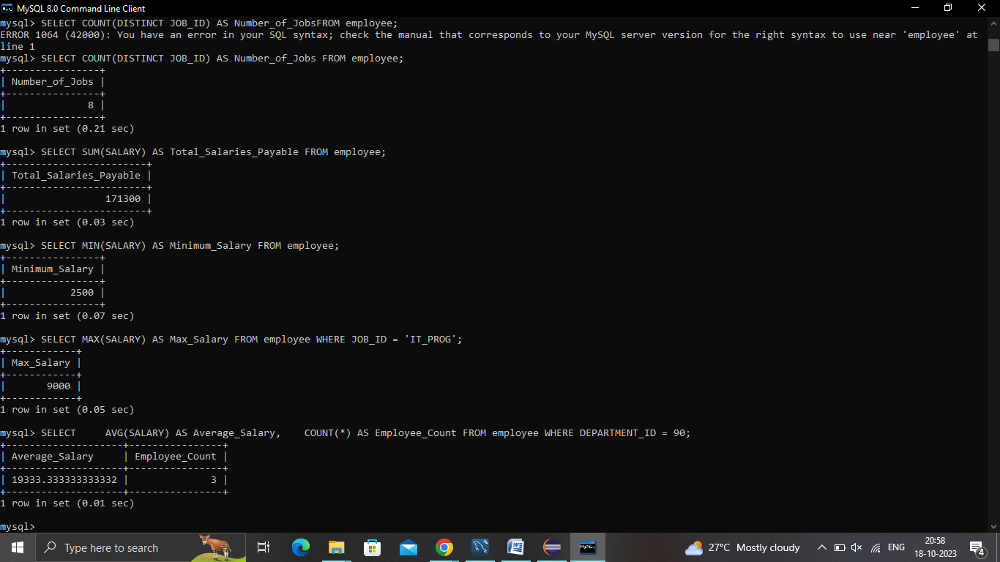 MySQL 8.0 Command Line Client
mysql> SELECT COUNT(DISTINCT JOB_ID) AS Number_of_JobsFROM employee;
ERROR 1064 (42000): You have an error in your SQL syntax; check the manual that corresponds to your MySQL server version for the right syntax to use near 'employee' at
line 1
mysql> SELECT COUNT(DISTINCT JOB_ID) AS Number_of_Jobs FROM employee;
+----------------+
| Number_of_Jobs |
+----------------+
|              8 |
+----------------+
1 row in set (0.21 sec)

mysql> SELECT SUM(SALARY) AS Total_Salaries_Payable FROM employee;
+------------------------+
| Total_Salaries_Payable |
+------------------------+
|                 171300 |
+------------------------+
1 row in set (0.03 sec)

mysql> SELECT MIN(SALARY) AS Minimum_Salary FROM employee;
+----------------+
| Minimum_Salary |
+----------------+
|           2500 |
+----------------+
1 row in set (0.07 sec)

mysql> SELECT MAX(SALARY) AS Max_Salary FROM employee WHERE JOB_ID = 'IT_PROG';
+------------+
| Max_Salary |
+------------+
|       9000 |
+------------+
1 row in set (0.05 sec)

mysql> SELECT     AVG(SALARY) AS Average_Salary,    COUNT(*) AS Employee_Count FROM employee WHERE DEPARTMENT_ID = 90;
+--------------------+----------------+
| Average_Salary     | Employee_Count |
+--------------------+----------------+
| 19333.333333333332 |              3 |
+--------------------+----------------+
1 row in set (0.01 sec)

mysql>
Type here to search
27°C Mostly cloudy
ENG
20:58
18-10-2023
4